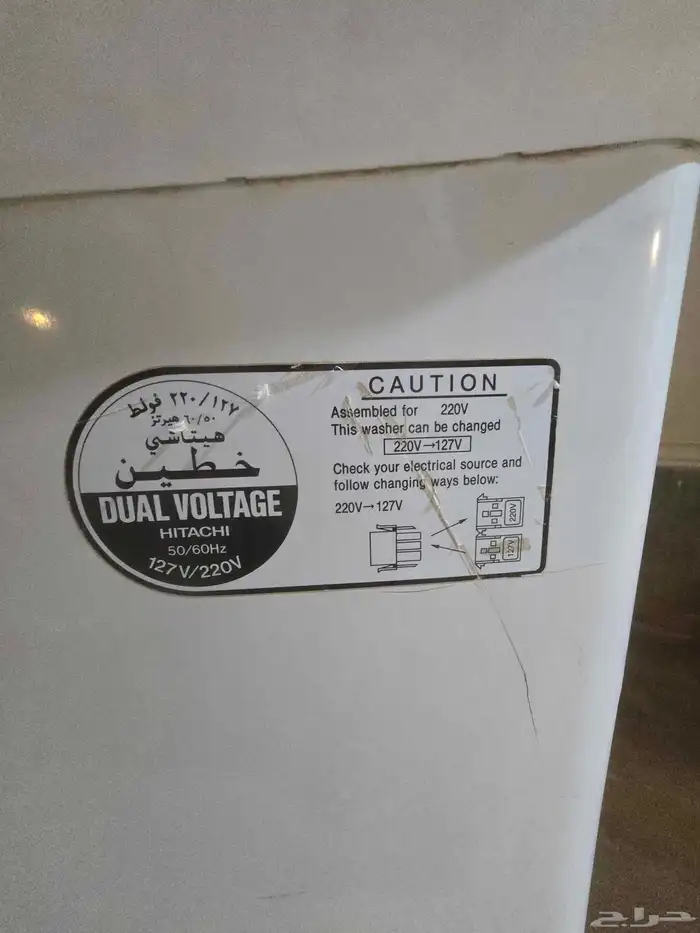 ٢٢٠/١٢٧ فولط
٦٠/٥٠ هيرتز
هيتاشي
خطين
DUAL VOLTAGE
HITACHI
50/60Hz
127V/220V
CAUTION
Assembled for 220V
This washer can be changed
220V→127V
Check your electrical source and
follow changing ways below:
220V→127V
220V
127V
حراج